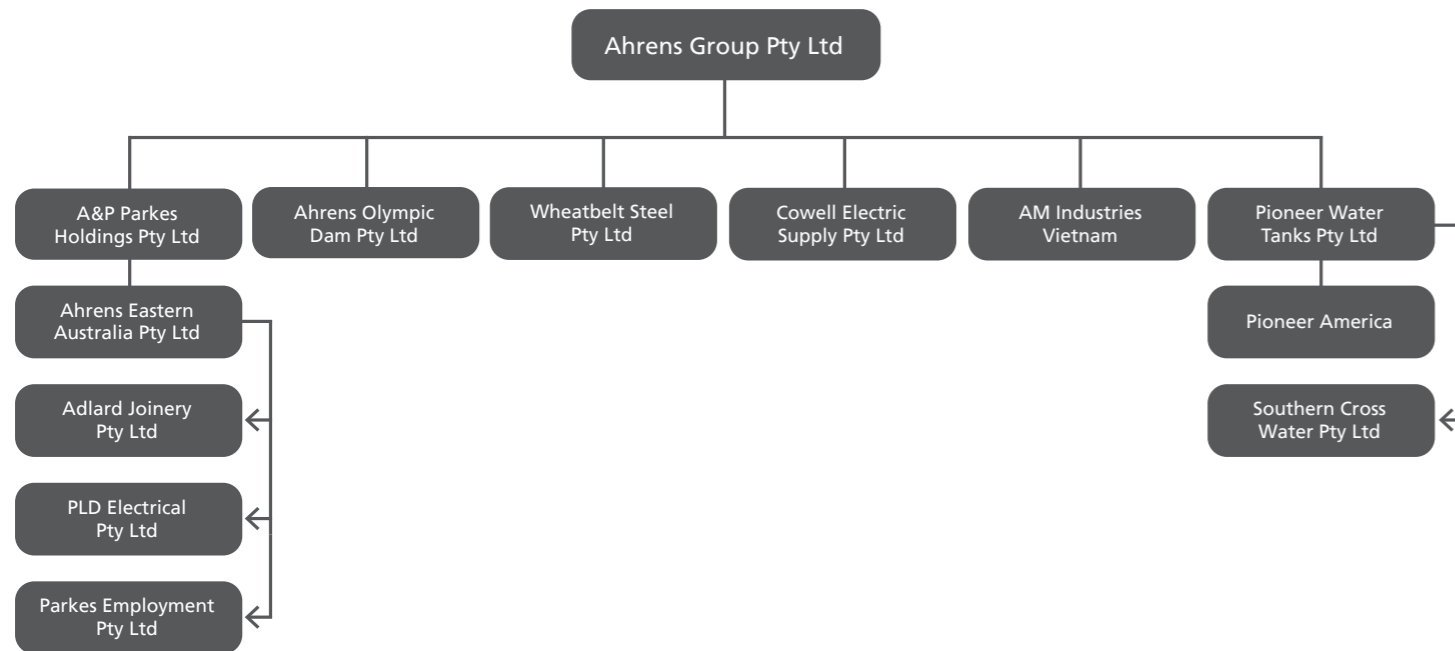 Ahrens Group Pty Ltd
A&P Parkes
Holdings Pty Ltd
Ahrens Olympic
Dam Pty Ltd
Wheatbelt Steel
Pty Ltd
Cowell Electric
Supply Pty Ltd
AM Industries
Vietnam
Pioneer Water
Tanks Pty Ltd
Ahrens Eastern
Australia Pty Ltd
Pioneer America
Adlard Joinery
Pty Ltd
Southern Cross
Water Pty Ltd
PLD Electrical
Pty Ltd
Parkes Employment
Pty Ltd